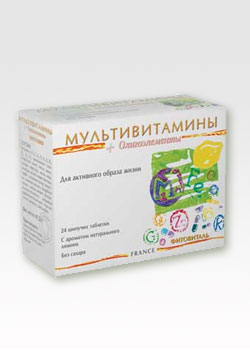 МУЛЬТИВИТАМИНЫ
+ Олигоэлементы
Для активного образа жизни
24 шипучие таблетки
С ароматом натурального
лимона
Без сахара
FRANCE
ФИТОВИТАЛЬ